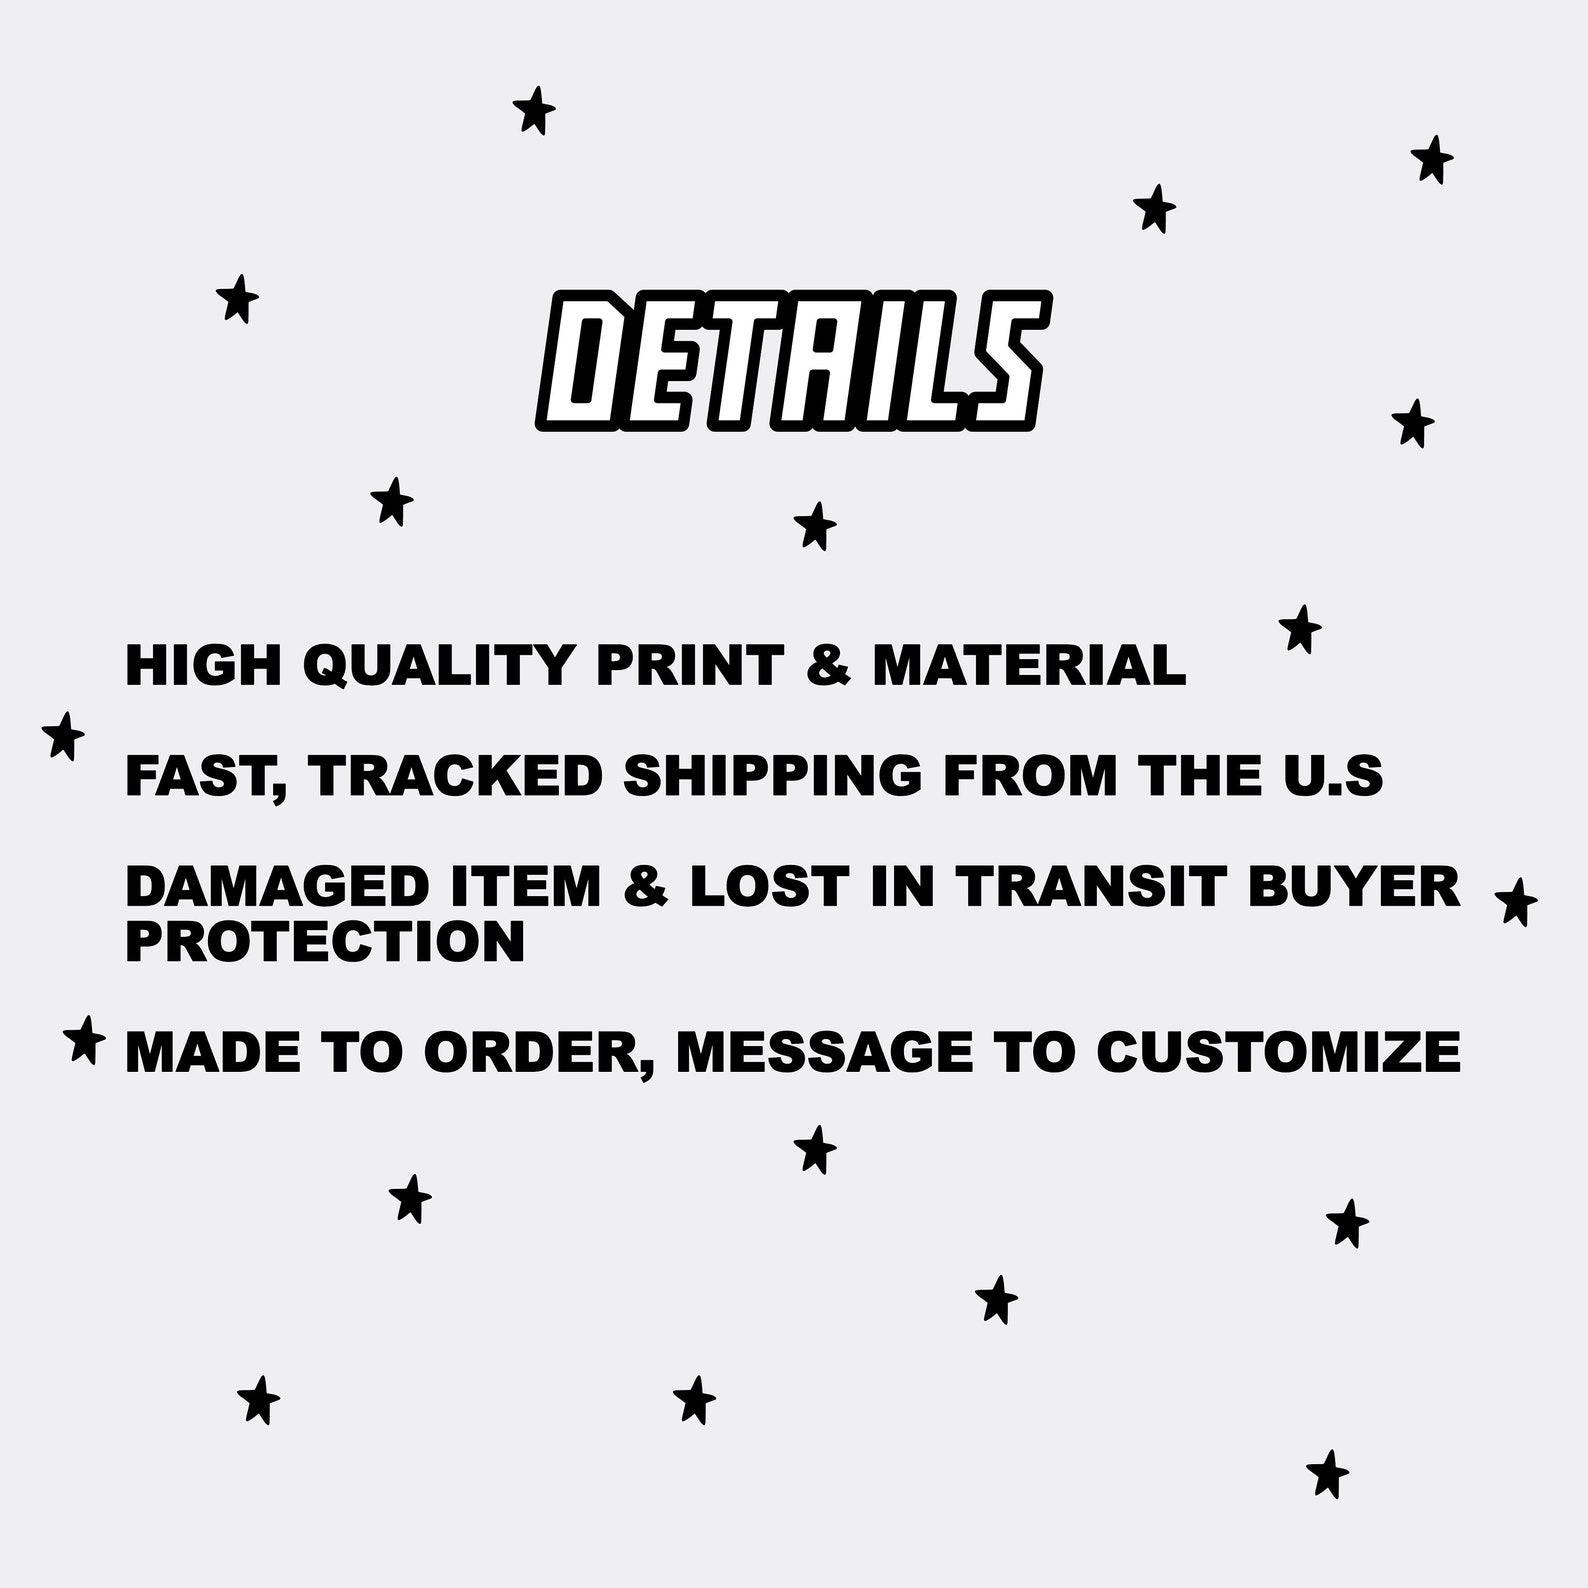 DETAILS
HIGH QUALITY PRINT & MATERIAL
FAST, TRACKED SHIPPING FROM THE U.S
DAMAGED ITEM & LOST IN TRANSIT BUYER
PROTECTION
MADE TO ORDER, MESSAGE TO CUSTOMIZE